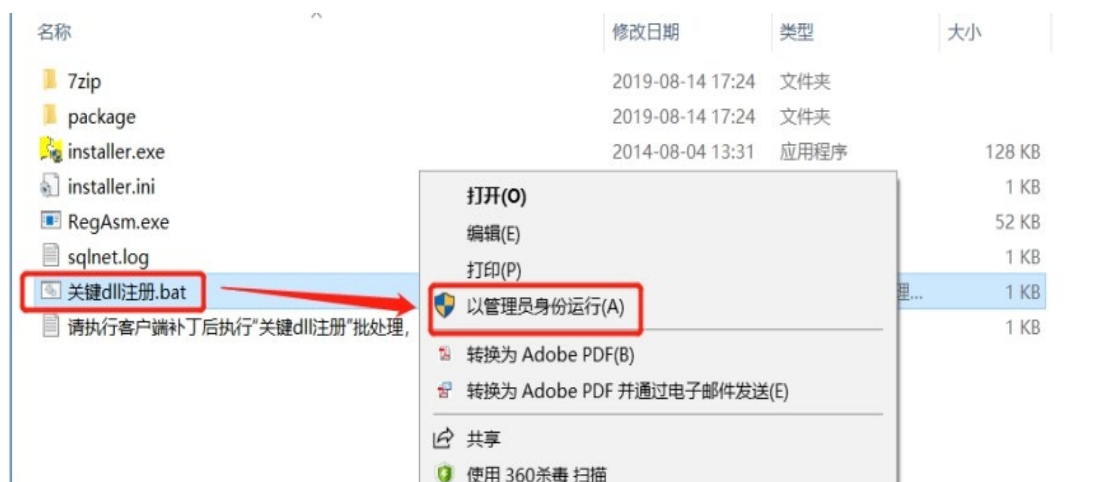 名称 修改日期 类型 大小
7zip 2019-08-14 17:24 文件夹
package 2019-08-14 17:24 文件夹
installer.exe 2014-08-04 13:31 应用程序 128 KB
installer.ini 1 KB
RegAsm.exe 52 KB
sqlnet.log 1 KB
关键dll注册.bat 理... 1 KB
请执行客户端补丁后执行“关键dll注册”批处理, 1 KB
打开(O)
编辑(E)
打印(P)
以管理员身份运行(A)
转换为 Adobe PDF(B)
转换为 Adobe PDF 并通过电子邮件发送(E)
共享
使用 360杀毒 扫描